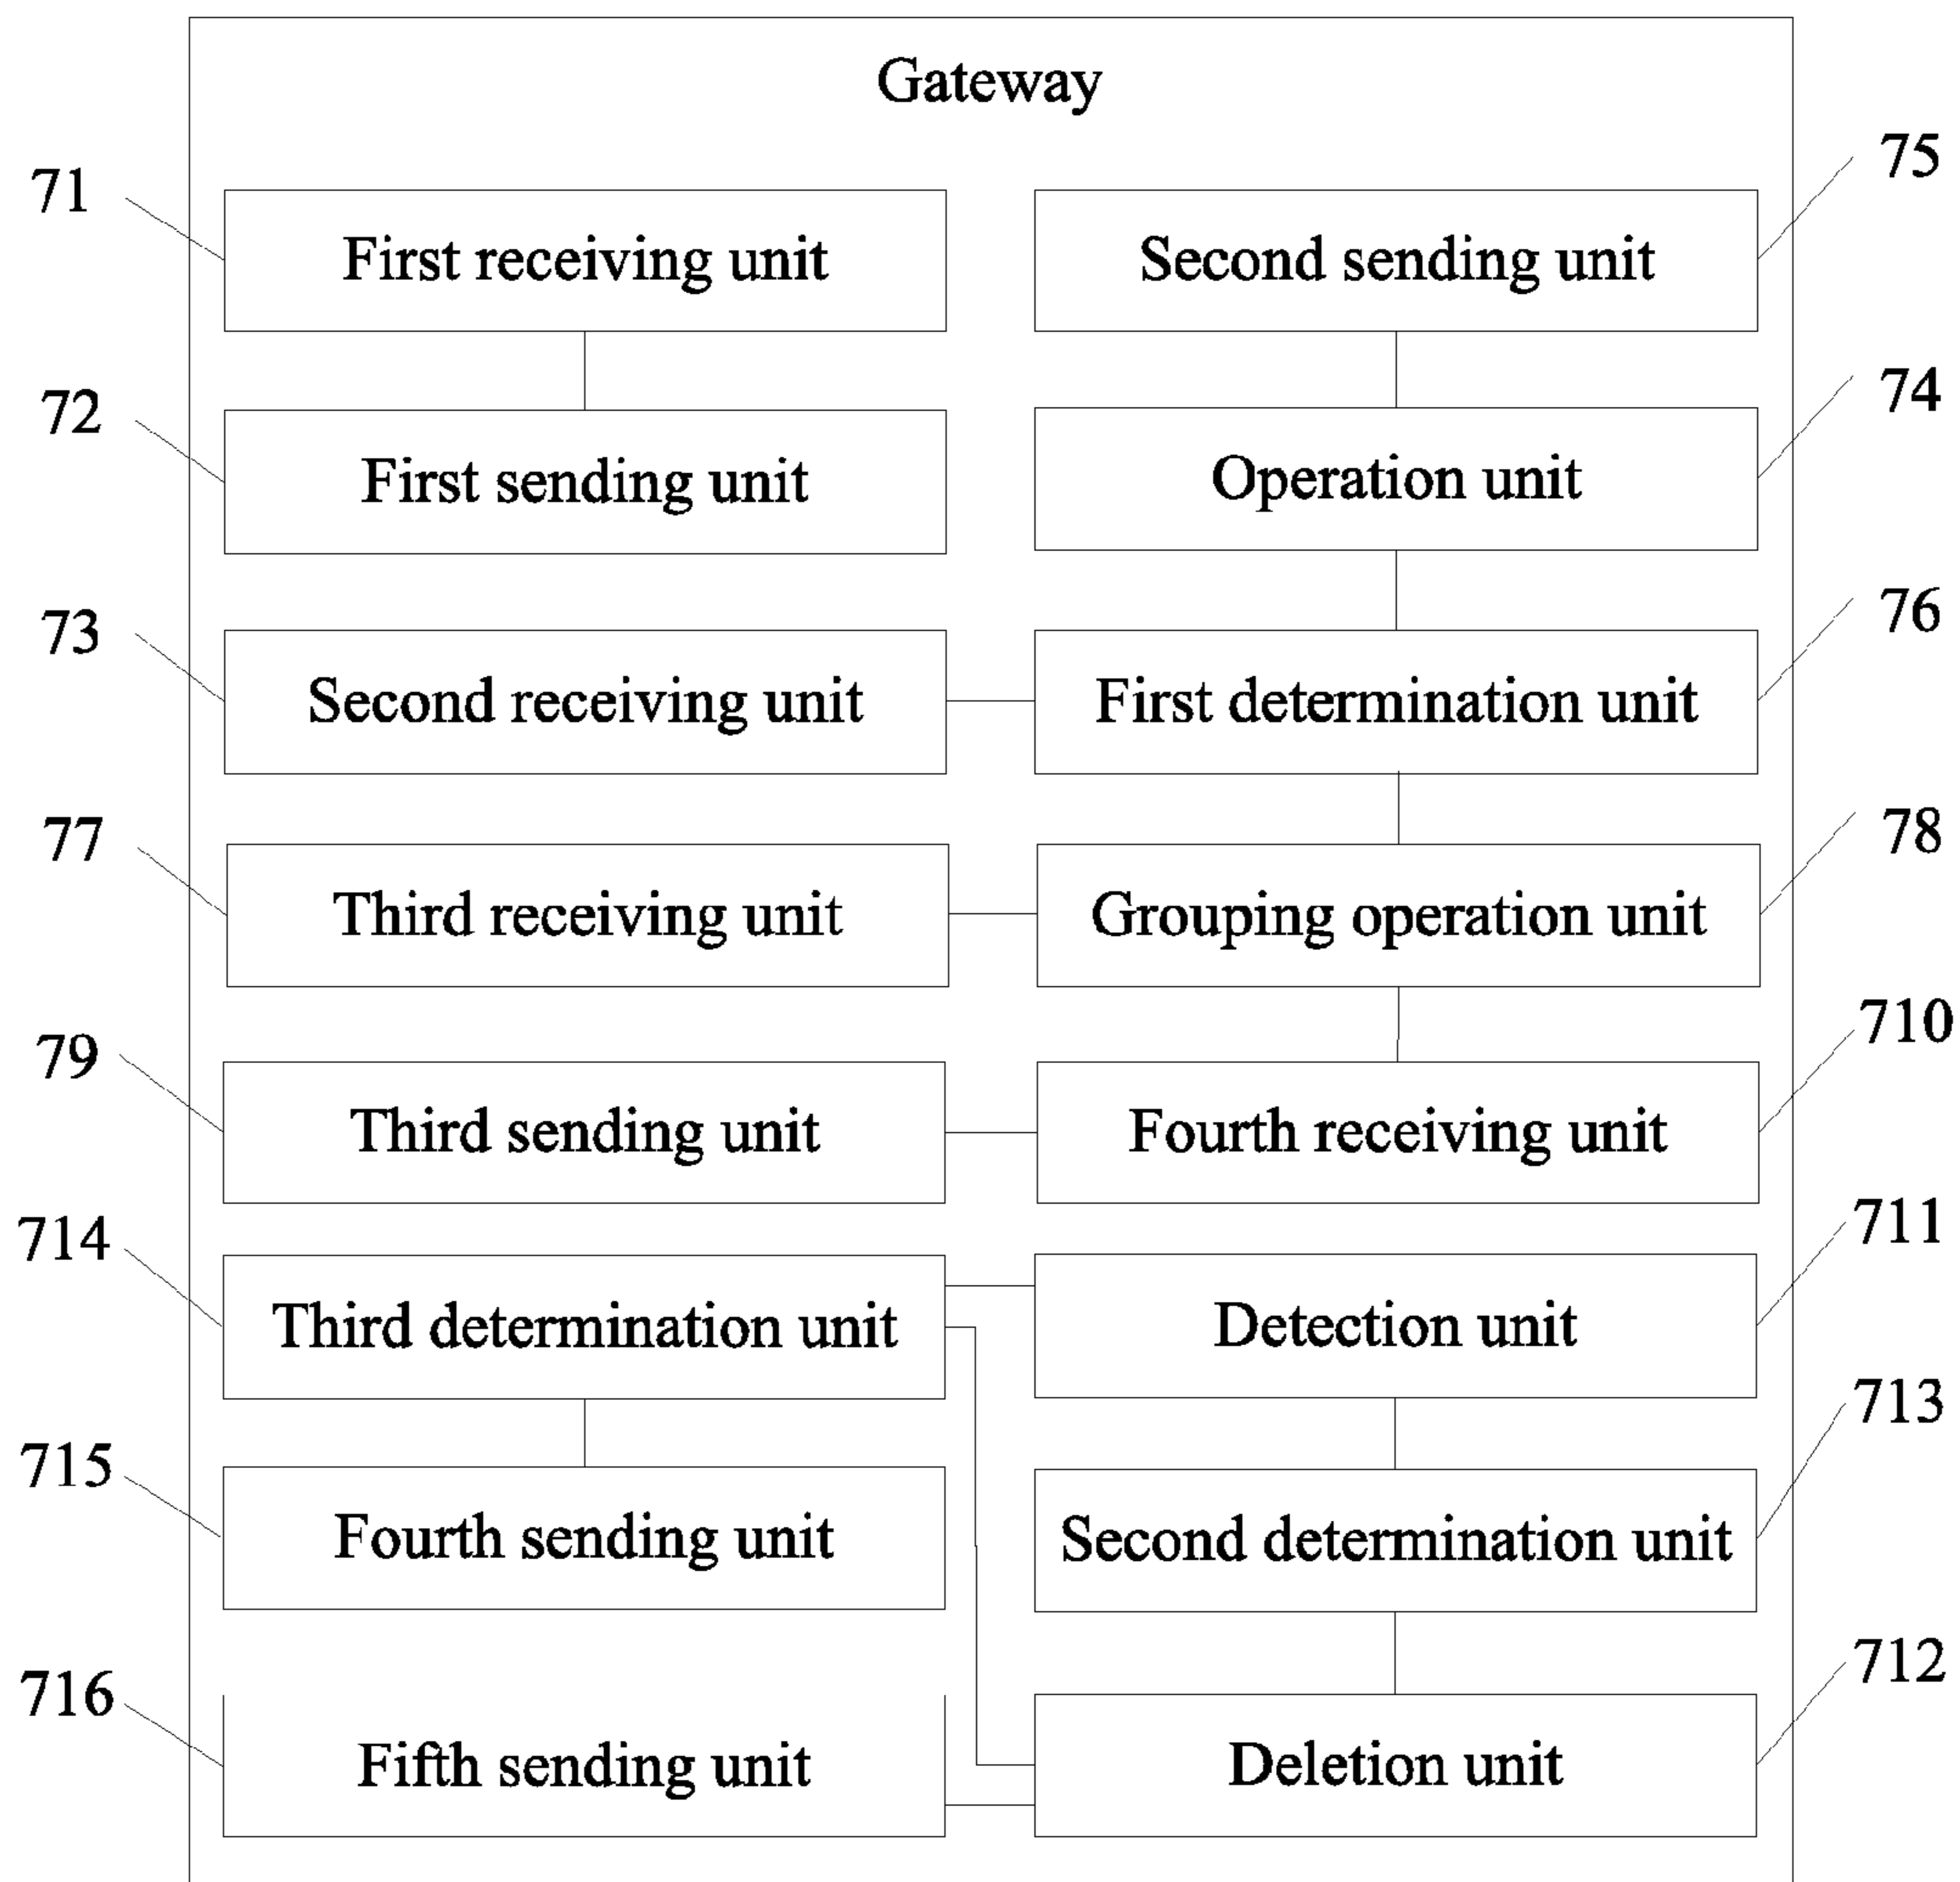 Gateway
71
First receiving unit
Second sending unit
75
72
First sending unit
Operation unit
74
73
Second receiving unit
First determination unit
76
77
Third receiving unit
Grouping operation unit
78
79
Third sending unit
Fourth receiving unit
710
714
Third determination unit
Detection unit
711
715
Fourth sending unit
Second determination unit
713
716
Fifth sending unit
Deletion unit
712